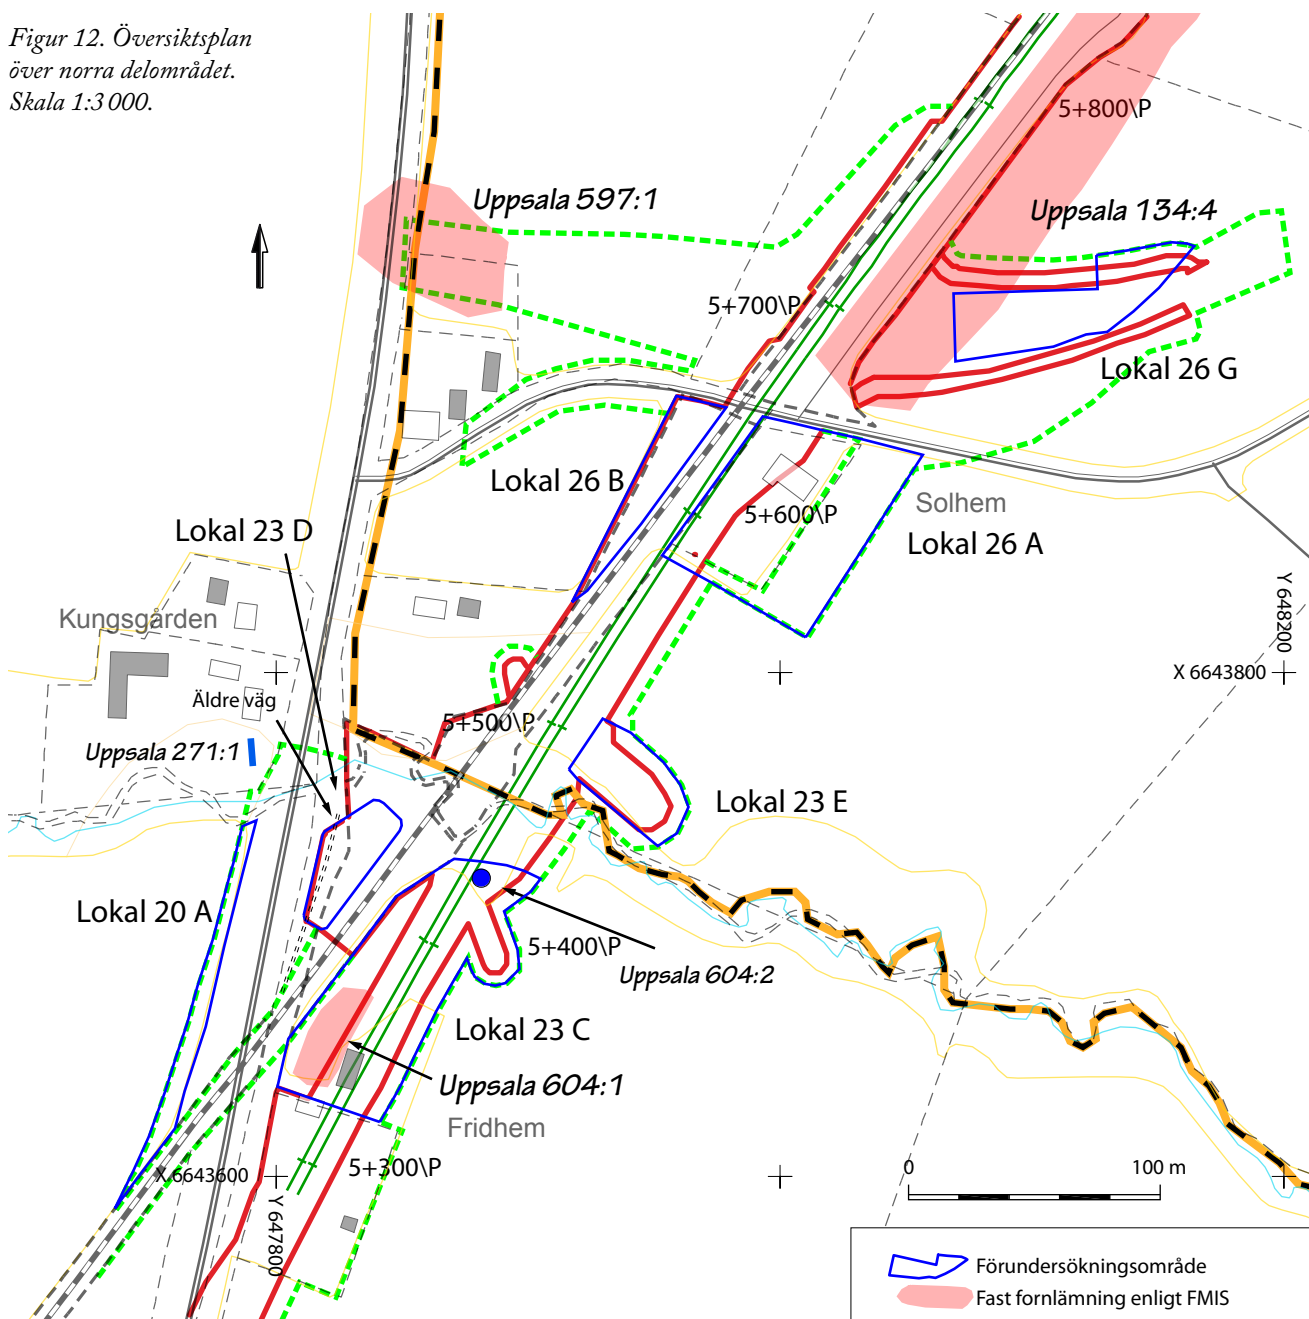 Figur 12. Översiktsplan
över norra delområdet.
Skala 1:3 000.
5+800\P
Uppsala 597:1
Uppsala 134:4
5+700\P
Lokal 26 G
Lokal 26 B
5+600\P
Solhem
Lokal 26 A
Lokal 23 D
Kungsgården
Y 648200
X 6643800
Äldre väg
5+500\P
Uppsala 271:1
Lokal 23 E
Lokal 20 A
5+400\P
Uppsala 604:2
Lokal 23 C
Uppsala 604:1
Fridhem
5+300\P
X 6643600
Y 647800
0 100 m
Förundersökningsområde
Fast fornlämning enligt FMIS